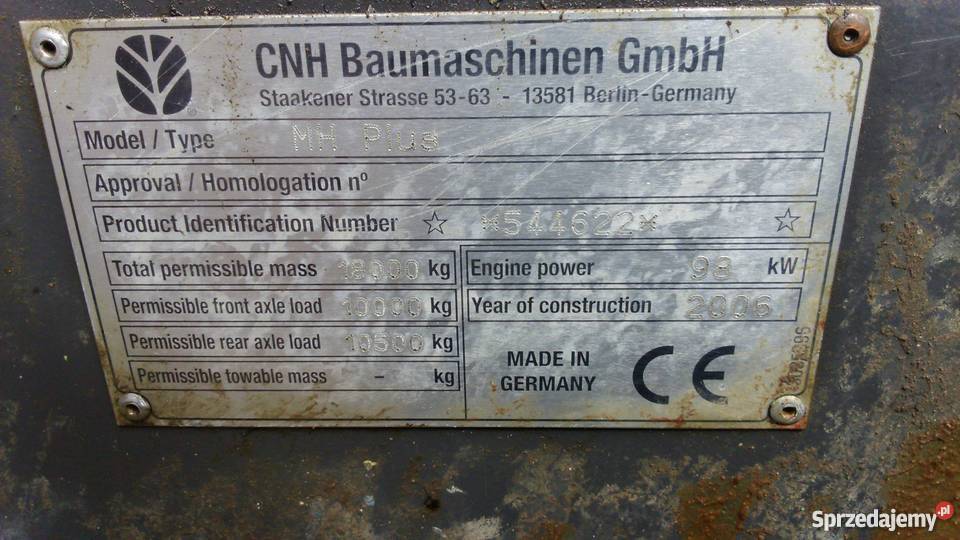 CNH Baumaschinen GmbH
Staakener Strasse 53-63 - 13581 Berlin-Germany
Model / Type MH Plus
Approval / Homologation nº
Product Identification Number ☆ *544622* ☆
Total permissible mass 18000 kg
Engine power 98 kW
Permissible front axle load 10000 kg
Year of construction 2006
Permissible rear axle load 10500 kg
Permissible towable mass - kg
MADE IN
GERMANY
CE
Sprzedajemy.pl